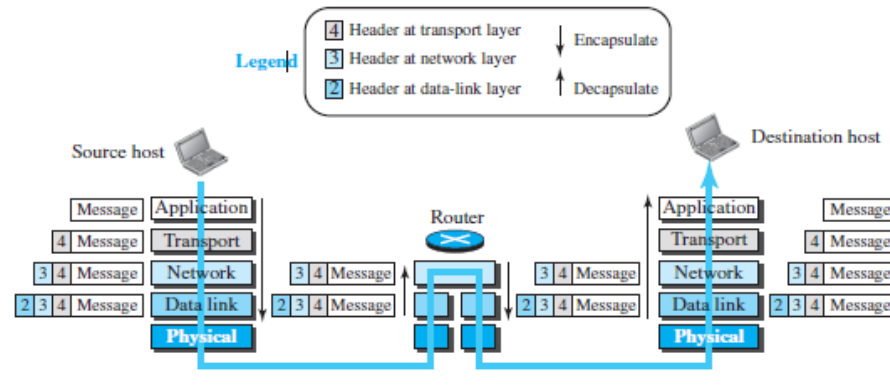 Legend
4 Header at transport layer
3 Header at network layer
2 Header at data-link layer
Encapsulate
Decapsulate
Source host
Destination host
Message Application
4 Message Transport
3 4 Message Network
2 3 4 Message Data link
Physical
Router
3 4 Message
2 3 4 Message
3 4 Message
2 3 4 Message
Application Message
Transport 4 Message
Network 3 4 Message
Data link 2 3 4 Message
Physical